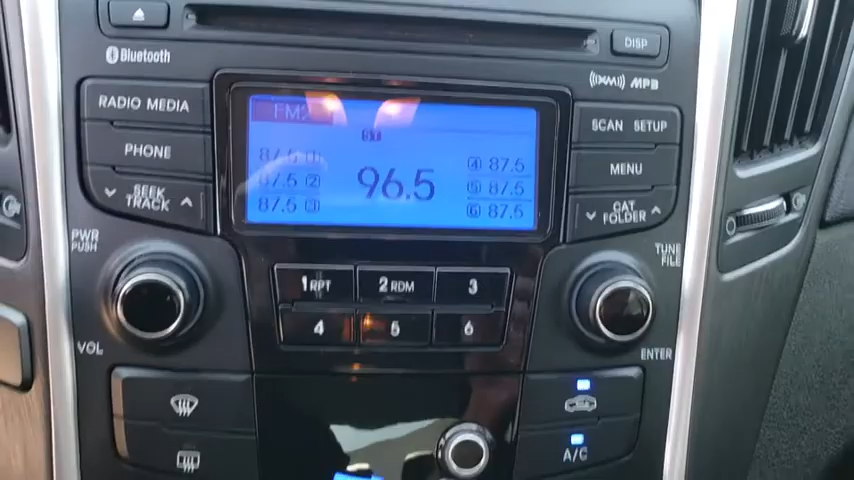 DISP
Bluetooth
((XM)) MP3
RADIO MEDIA
SCAN SETUP
PHONE
MENU
SEEK
TRACK
CAT
FOLDER
FM2
ST
87.5 1
87.5 2
87.5 3
96.5
4 87.5
5 87.5
6 87.5
PWR
PUSH
TUNE
FILE
1 RPT
2 RDM
3
4
5
6
VOL
ENTER
A/C